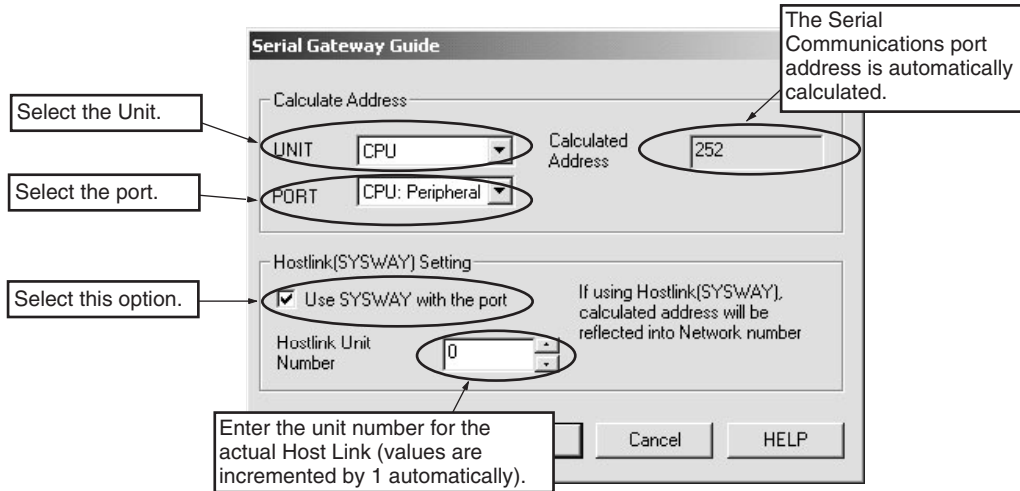 The Serial
Communications port
address is automatically
calculated.
Serial Gateway Guide
Calculate Address
Select the Unit.
UNIT
CPU
Calculated
Address
252
Select the port.
PORT
CPU: Peripheral
Hostlink(SYSWAY) Setting
Select this option.
Use SYSWAY with the port
If using Hostlink(SYSWAY),
calculated address will be
reflected into Network number
Hostlink Unit
Number
0
Enter the unit number for the
actual Host Link (values are
incremented by 1 automatically).
Cancel
HELP